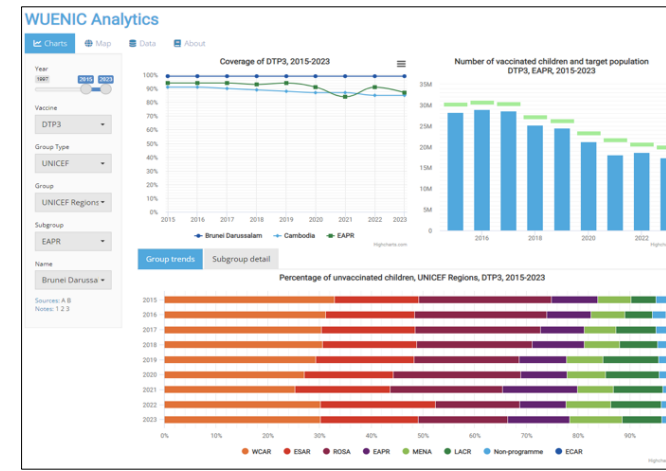 WUENIC Analytics
Charts Map Data About
Year
1997 2015 2023
Vaccine
DTP3
Group Type
UNICEF
Group
UNICEF Regions
Subgroup
EAPR
Name
Brunei Darussa
Sources: A B
Notes: 1 2 3
Coverage of DTP3, 2015-2023
100%
90%
80%
70%
60%
50%
40%
30%
20%
10%
0%
2015 2016 2017 2018 2019 2020 2021 2022 2023
Brunei Darussalam Cambodia EAPR
Highcharts.com
Number of vaccinated children and target population
DTP3, EAPR, 2015-2023
35M
30M
25M
20M
15M
10M
5M
0
2016 2018 2020 2022
Group trends Subgroup detail
Percentage of unvaccinated children, UNICEF Regions, DTP3, 2015-2023
2015
2016
2017
2018
2019
2020
2021
2022
2023
0% 10% 20% 30% 40% 50% 60% 70% 80% 90%
WCAR ESAR ROSA EAPR MENA LACR Non-programme ECAR